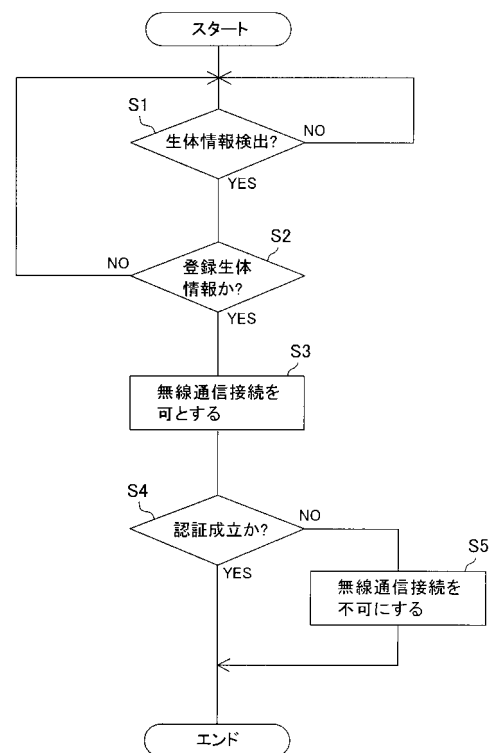 スタート
S1
生体情報検出?
NO
YES
S2
NO
登録生体
情報か?
YES
S3
無線通信接続を
可とする
S4
認証成立か?
NO
YES
S5
無線通信接続を
不可にする
エンド